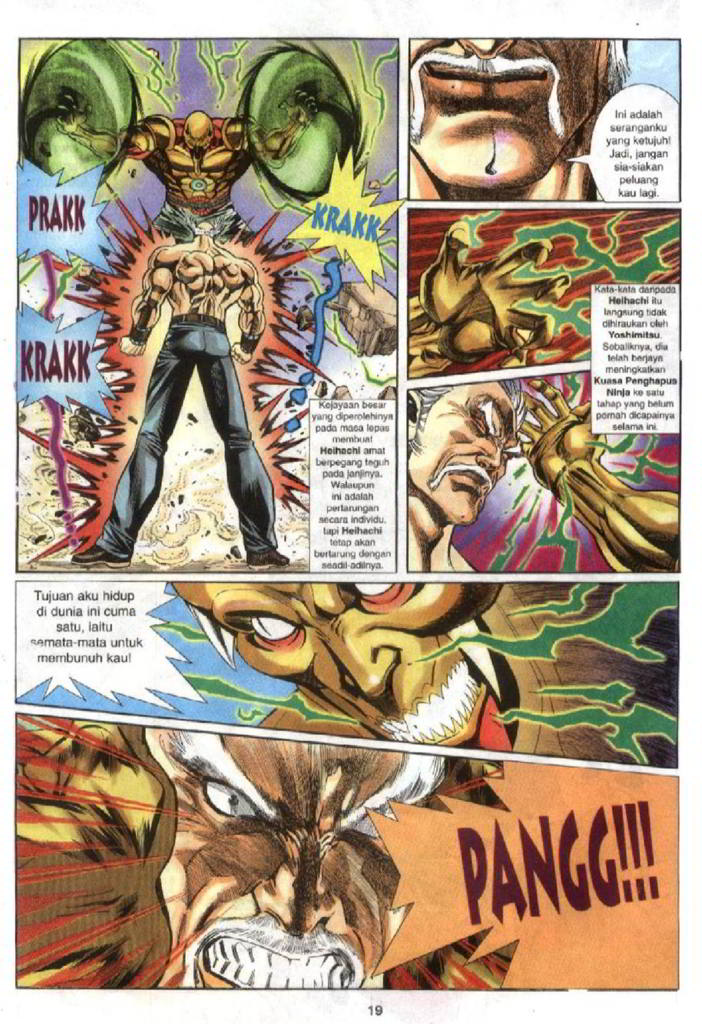 PRAKK
KRAKK
KRAKK
Kejayaan besar
yang diperolehinya
pada masa lepas
membuat
Heihachi amat
berpegang teguh
pada janjinya.
Walaupun
ini adalah
pertarungan
secara individu,
tapi Heihachi
tetap akan
bertarung dengan
seadil-adilnya.
Ini adalah
seranganku
yang ketujuh!
Jadi, jangan
sia-siakan
peluang
kau lagi.
Kata-kata daripada
Heihachi itu
langsung tidak
dihiraukan oleh
Yoshimitsu.
Sebaliknya, dia
telah berjaya
meningkatkan
Kuasa Penghapus
Ninja ke satu
tahap yang belum
pernah dicapainya
selama ini.
Tujuan aku hidup
di dunia ini cuma
satu, iaitu
semata-mata untuk
membunuh kau!
PANGG!!!
19